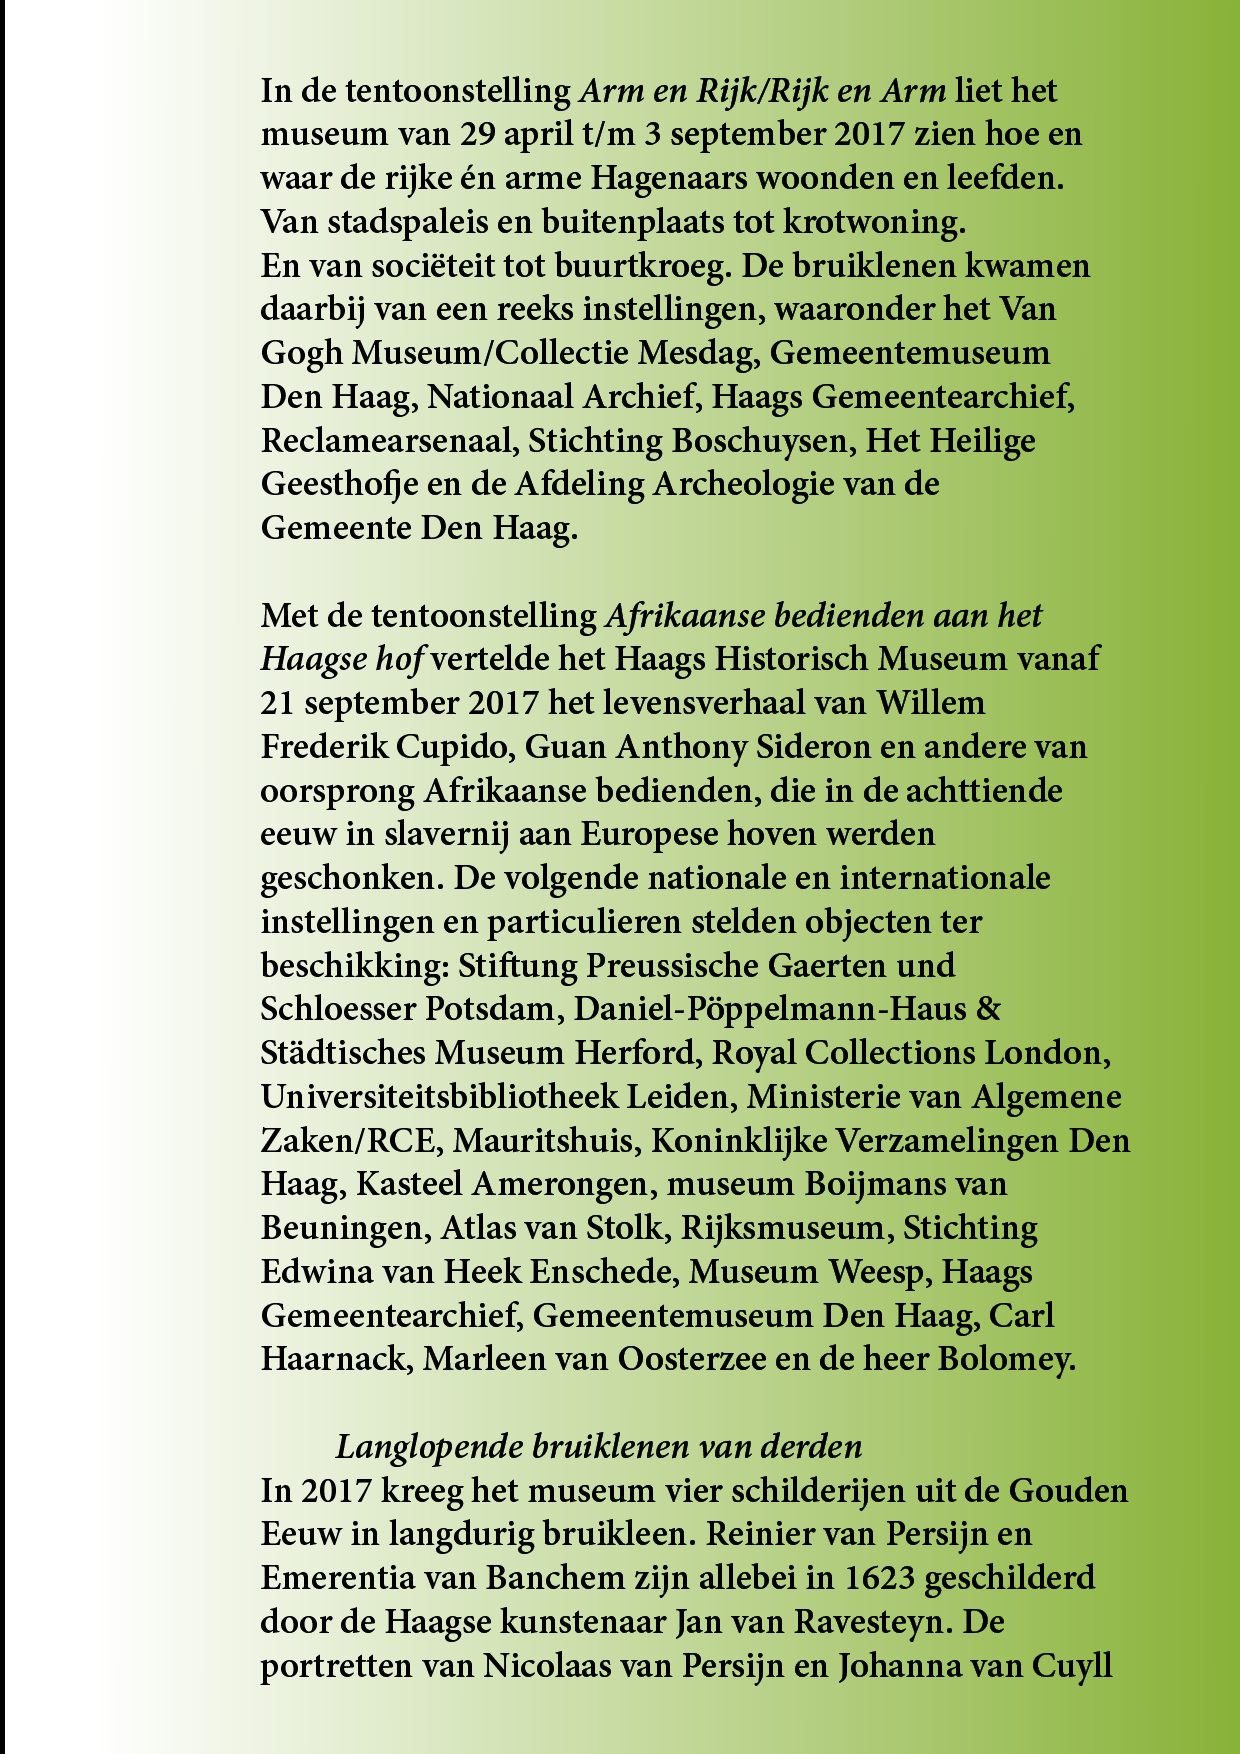 In de tentoonstelling Arm en Rijk/Rijk en Arm liet het
museum van 29 april t/m 3 september 2017 zien hoe en
waar de rijke én arme Hagenaars woonden en leefden.
Van stadspaleis en buitenplaats tot krotwoning.
En van sociëteit tot buurtkroeg. De bruiklenen kwamen
daarbij van een reeks instellingen, waaronder het Van
Gogh Museum/Collectie Mesdag, Gemeentemuseum
Den Haag, Nationaal Archief, Haags Gemeentearchief,
Reclamearsenaal, Stichting Boschuysen, Het Heilige
Geesthofje en de Afdeling Archeologie van de
Gemeente Den Haag.
Met de tentoonstelling Afrikaanse bedienden aan het
Haagse hof vertelde het Haags Historisch Museum vanaf
21 september 2017 het levensverhaal van Willem
Frederik Cupido, Guan Anthony Sideron en andere van
oorsprong Afrikaanse bedienden, die in de achttiende
eeuw in slavernij aan Europese hoven werden
geschonken. De volgende nationale en internationale
instellingen en particulieren stelden objecten ter
beschikking: Stiftung Preussische Gaerten und
Schloesser Potsdam, Daniel-Pöppelmann-Haus &
Städtisches Museum Herford, Royal Collections London,
Universiteitsbibliotheek Leiden, Ministerie van Algemene
Zaken/RCE, Mauritshuis, Koninklijke Verzamelingen Den
Haag, Kasteel Amerongen, museum Boijmans van
Beuningen, Atlas van Stolk, Rijksmuseum, Stichting
Edwina van Heek Enschede, Museum Weesp, Haags
Gemeentearchief, Gemeentemuseum Den Haag, Carl
Haarnack, Marleen van Oosterzee en de heer Bolomey.
Langlopende bruiklenen van derden
In 2017 kreeg het museum vier schilderijen uit de Gouden
Eeuw in langdurig bruikleen. Reinier van Persijn en
Emerentia van Banchem zijn allebei in 1623 geschilderd
door de Haagse kunstenaar Jan van Ravesteyn. De
portretten van Nicolaas van Persijn en Johanna van Cuyll